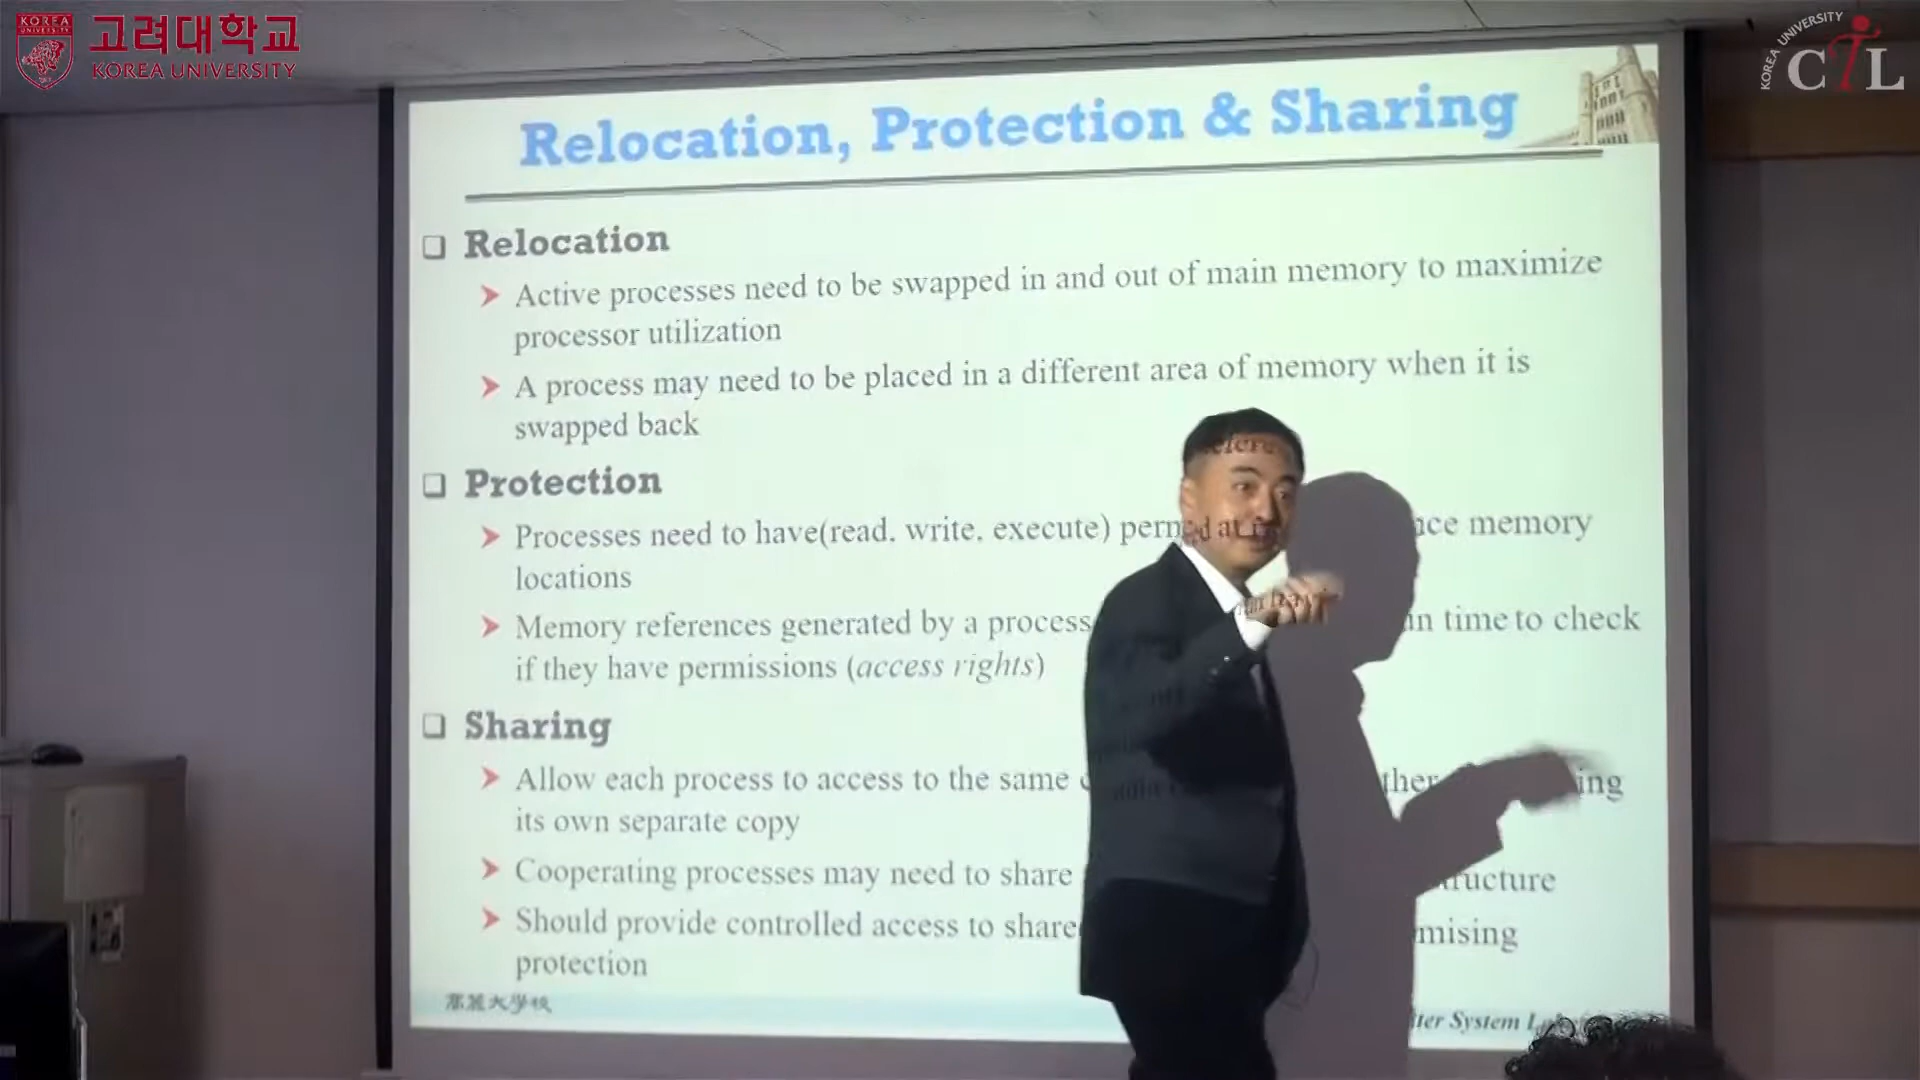 KOREA
UNIVERSITY
고려대학교
KOREA UNIVERSITY
KOREA UNIVERSITY
CTL
Relocation, Protection & Sharing
Relocation
Active processes need to be swapped in and out of main memory to maximize
processor utilization
A process may need to be placed in a different area of memory when it is
swapped back
Protection
Processes need to have(read, write, execute) memory
locations
Memory references generated by a process time to check
if they have permissions (access rights)
Sharing
Allow each process to access to the same
its own separate copy
Cooperating processes may need to share
Should provide controlled access to
protection
高麗大學校
System